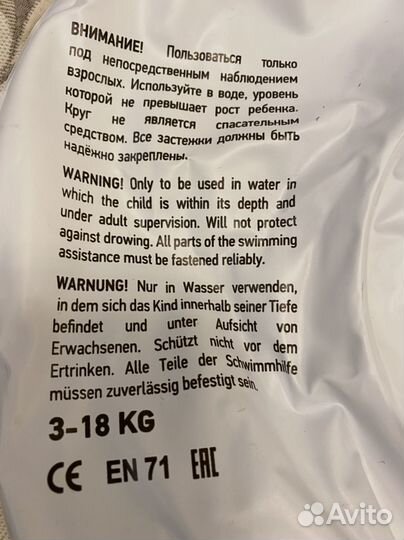 ВНИМАНИЕ! Пользоваться только
под непосредственным наблюдением
взрослых. Используйте в воде, уровень
которой не превышает рост ребенка.
Круг не является спасательным
средством. Все застежки должны быть
надёжно закреплены.
WARNING! Only to be used in water in
which the child is within its depth and
under adult supervision. Will not protect
against drowing. All parts of the swimming
assistance must be fastened reliably.
WARNUNG! Nur in Wasser verwenden,
in dem sich das Kind innerhalb seiner Tiefe
befindet und unter Aufsicht von
Erwachsenen. Schützt nicht vor dem
Ertrinken. Alle Teile der Schwimmhilfe
müssen zuverlässig befestigt sein.
3-18 KG
CE EN 71 EAC
Avito